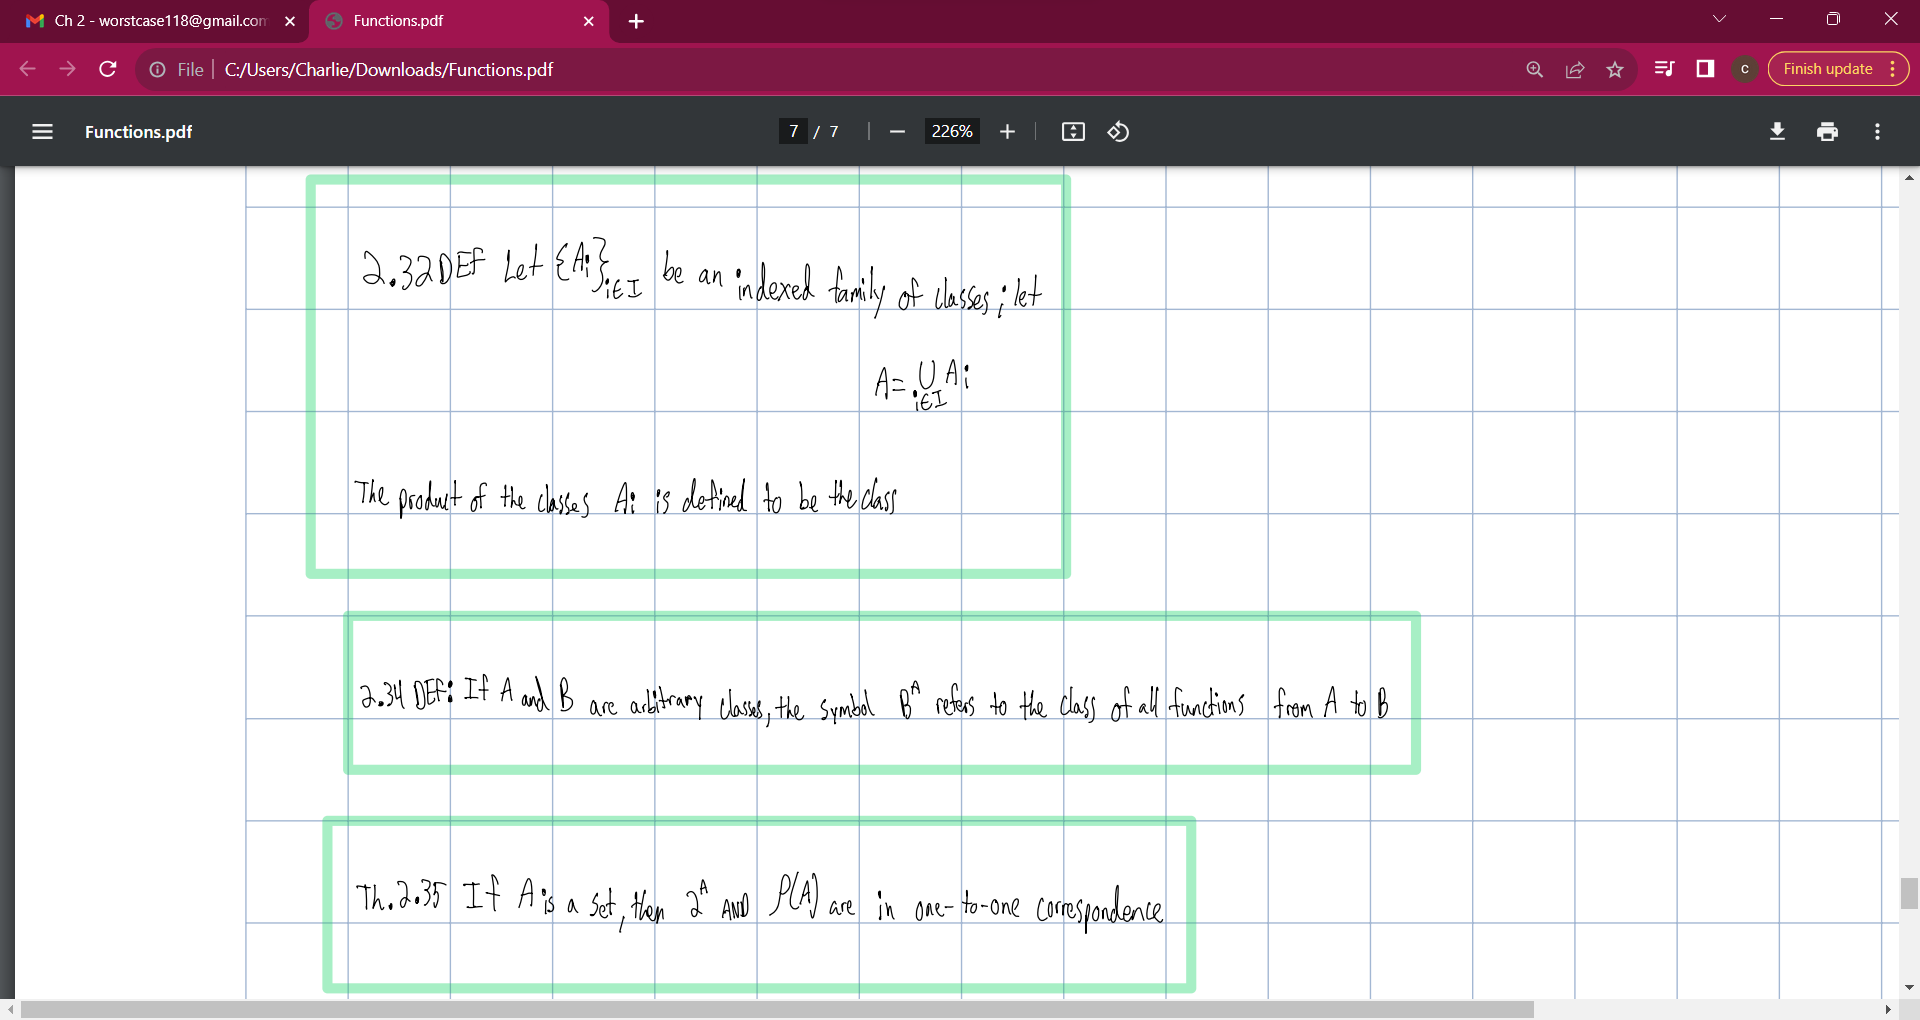 Ch 2 - worstcase118@gmail.com
Functions.pdf
File | C:/Users/Charlie/Downloads/Functions.pdf
c
Finish update
Functions.pdf
7 / 7
226%
2.32 DEF Let {Ai}i∈I be an indexed family of classes; let
A = ∪i∈I Ai
The product of the classes Ai is defined to be the class
2.34 DEF: If A and B are arbitrary classes, the symbol B^A refers to the class of all functions from A to B
Th. 2.35 If A is a set, then 2^A AND P(A) are in one-to-one correspondence